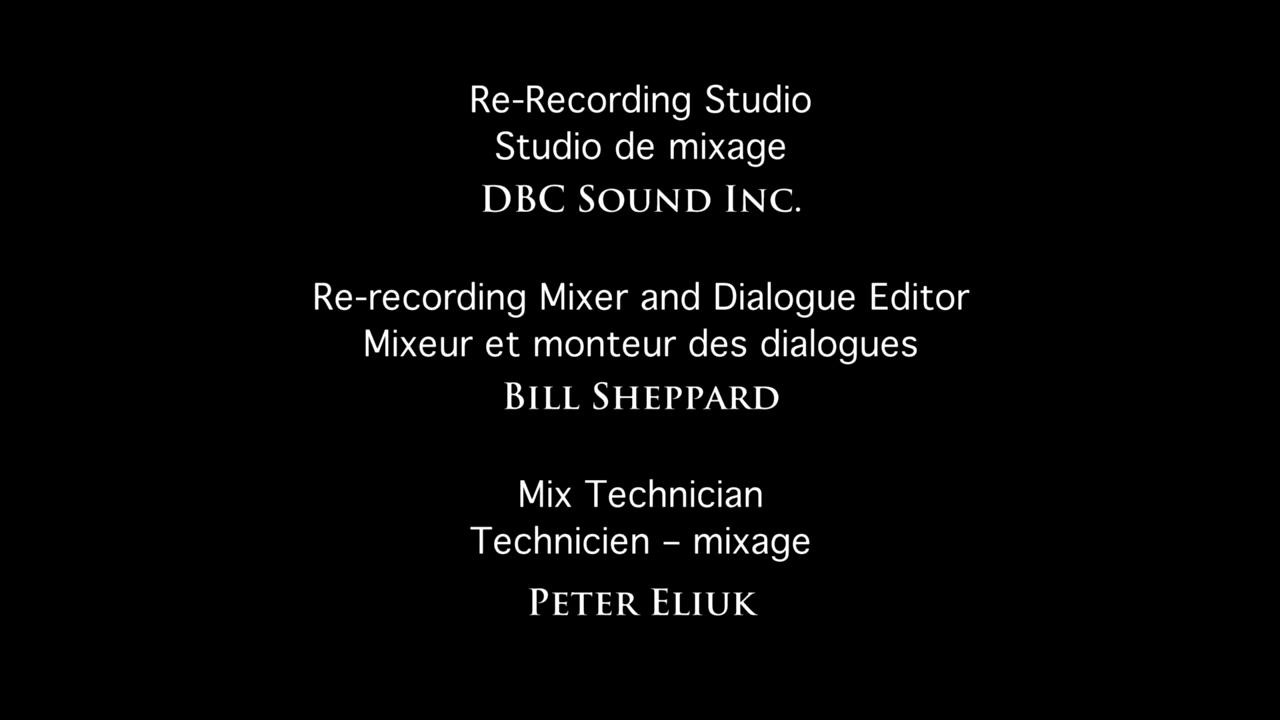 Re-Recording Studio
Studio de mixage
DBC Sound Inc.
Re-recording Mixer and Dialogue Editor
Mixeur et monteur des dialogues
Bill Sheppard
Mix Technician
Technicien – mixage
Peter Eliuk